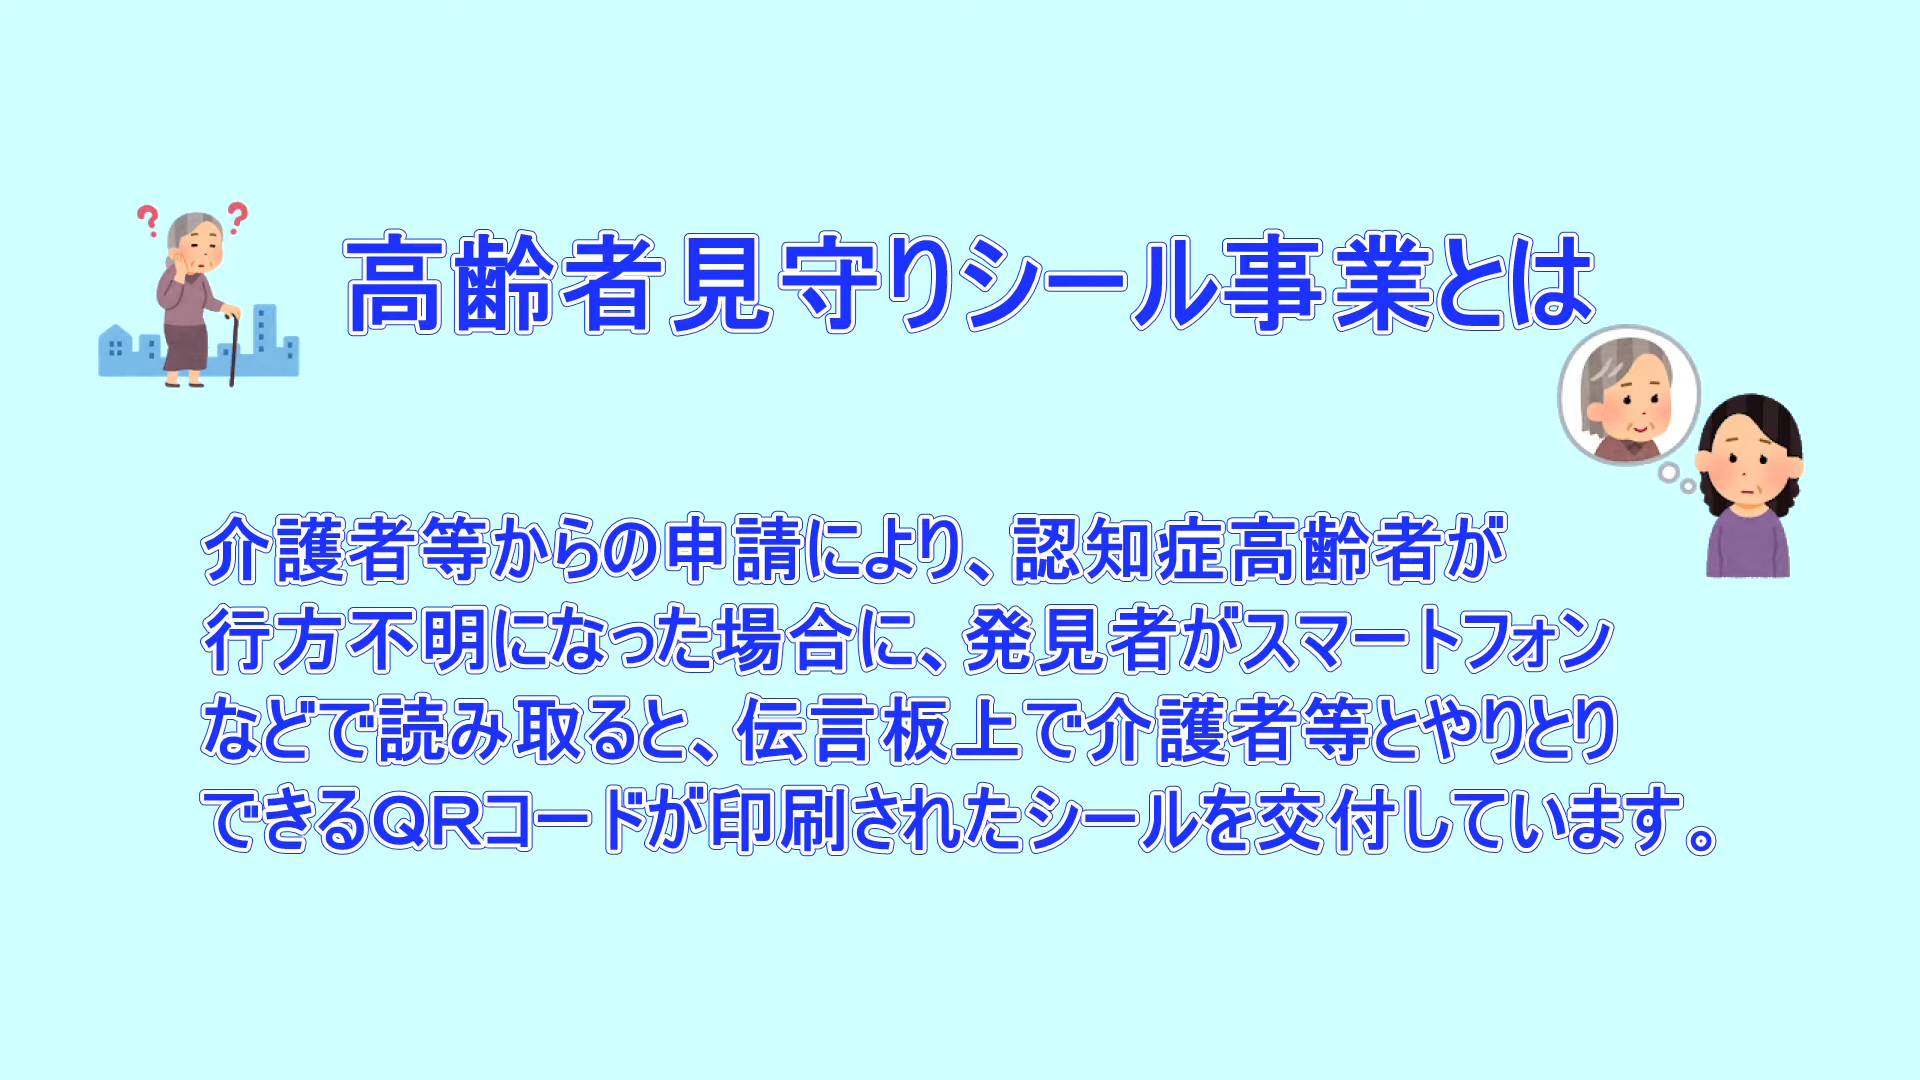 高齢者見守りシール事業とは
介護者等からの申請により、認知症高齢者が
行方不明になった場合に、発見者がスマートフォン
などで読み取ると、伝言板上で介護者等とやりとり
できるQRコードが印刷されたシールを交付しています。